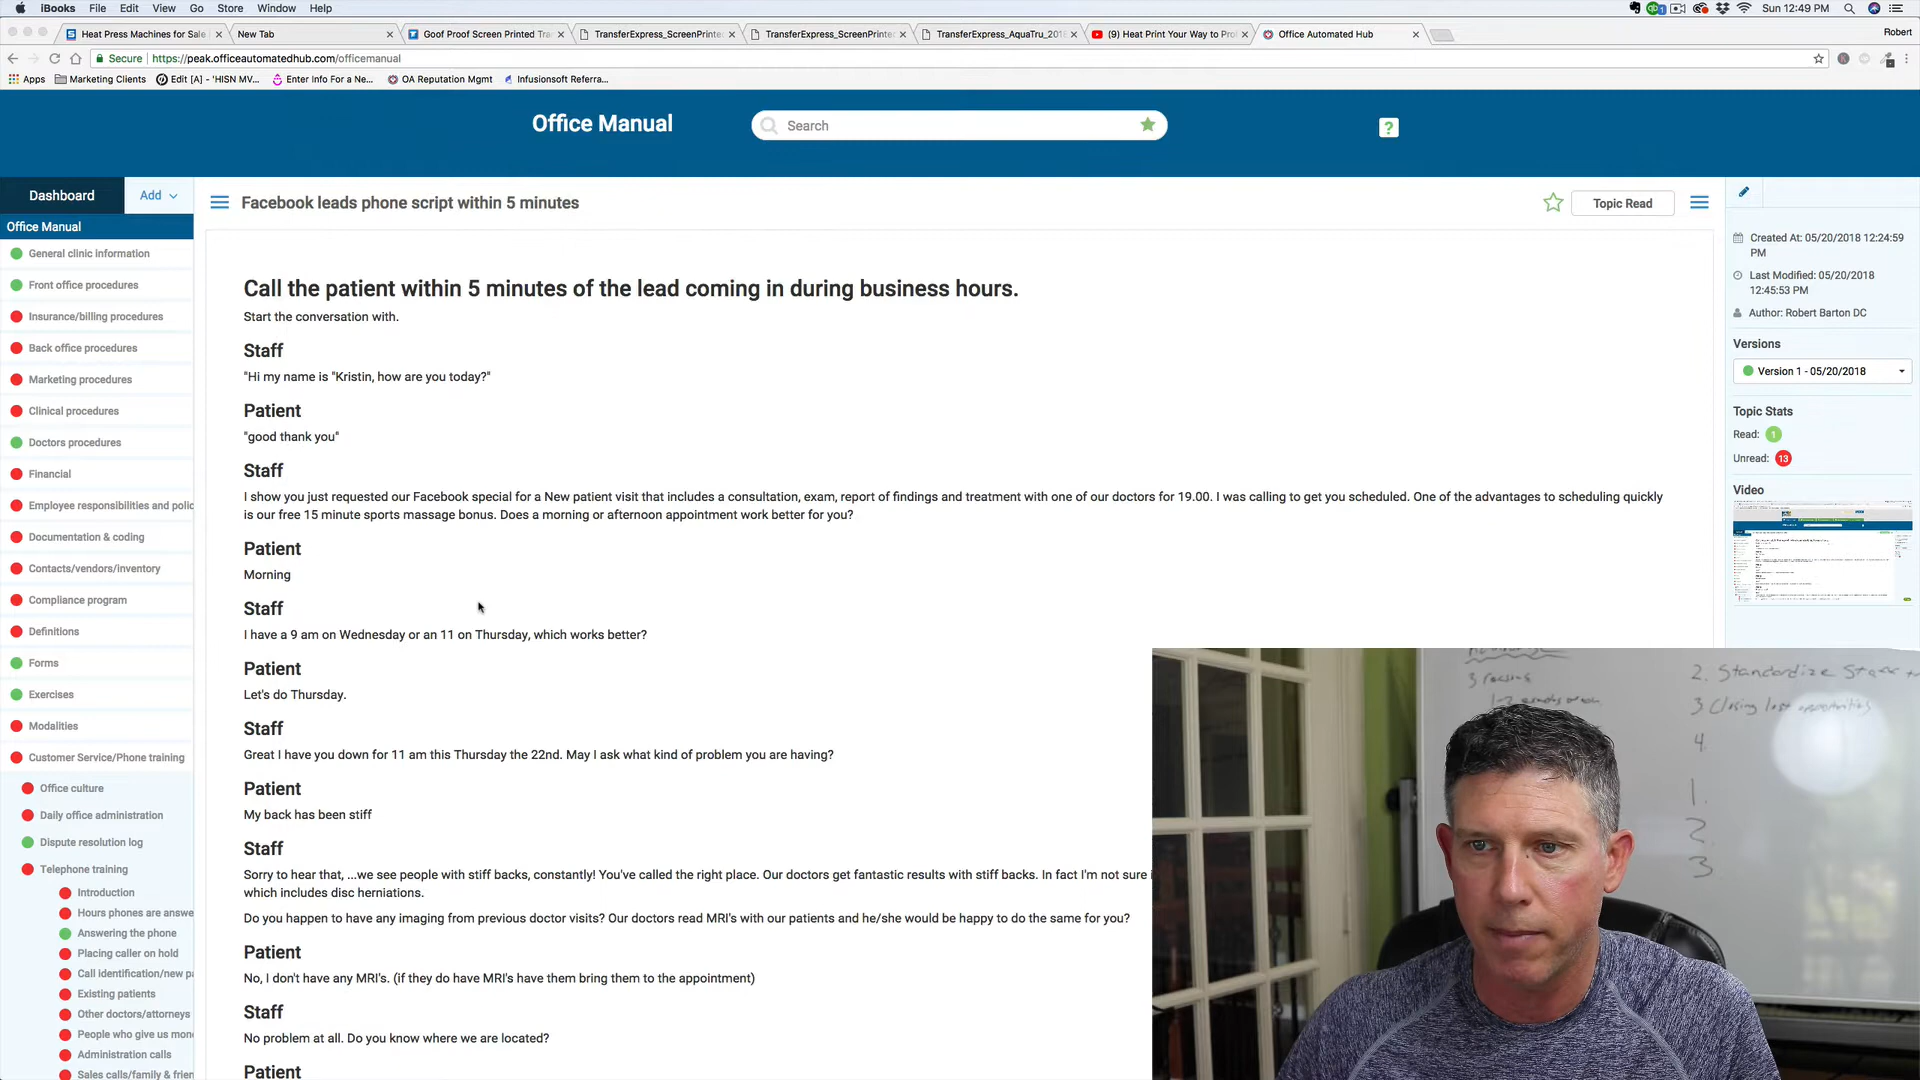 iBooks File Edit View Go Store Window Help
Sun 12:49 PM
Heat Press Machines for Sale
New Tab
Goof Proof Screen Printed Tra
TransferExpress_ScreenPrinte
TransferExpress_ScreenPrinte
TransferExpress_AquaTru_201
(9) Heat Print Your Way to Pro
Office Automated Hub
Robert
Secure https://peak.officeautomatedhub.com/officemanual
Apps Marketing Clients Edit [A] - 'HISN MV... Enter Info For a Ne... OA Reputation Mgmt Infusionsoft Referra...
Office Manual
Search
?
Dashboard
Add
Office Manual
General clinic information
Front office procedures
Insurance/billing procedures
Back office procedures
Marketing procedures
Clinical procedures
Doctors procedures
Financial
Employee responsibilities and polic
Documentation & coding
Contacts/vendors/inventory
Compliance program
Definitions
Forms
Exercises
Modalities
Customer Service/Phone training
Office culture
Daily office administration
Dispute resolution log
Telephone training
Introduction
Hours phones are answe
Answering the phone
Placing caller on hold
Call identification/new pa
Existing patients
Other doctors/attorneys
People who give us mon
Administration calls
Sales calls/family & frien
Facebook leads phone script within 5 minutes
Topic Read
Call the patient within 5 minutes of the lead coming in during business hours.
Start the conversation with.
Staff
"Hi my name is "Kristin, how are you today?"
Patient
"good thank you"
Staff
I show you just requested our Facebook special for a New patient visit that includes a consultation, exam, report of findings and treatment with one of our doctors for 19.00. I was calling to get you scheduled. One of the advantages to scheduling quickly
is our free 15 minute sports massage bonus. Does a morning or afternoon appointment work better for you?
Patient
Morning
Staff
I have a 9 am on Wednesday or an 11 on Thursday, which works better?
Patient
Let's do Thursday.
Staff
Great I have you down for 11 am this Thursday the 22nd. May I ask what kind of problem you are having?
Patient
My back has been stiff
Staff
Sorry to hear that, ...we see people with stiff backs, constantly! You've called the right place. Our doctors get fantastic results with stiff backs. In fact I'm not sure
which includes disc herniations.
Do you happen to have any imaging from previous doctor visits? Our doctors read MRI's with our patients and he/she would be happy to do the same for you?
Patient
No, I don't have any MRI's. (if they do have MRI's have them bring them to the appointment)
Staff
No problem at all. Do you know where we are located?
Patient
Created At: 05/20/2018 12:24:59
PM
Last Modified: 05/20/2018
12:45:53 PM
Author: Robert Barton DC
Versions
Version 1 - 05/20/2018
Topic Stats
Read: 1
Unread: 13
Video
2. Standardize
3 Closing lost opportunities
4.
1.
2
3